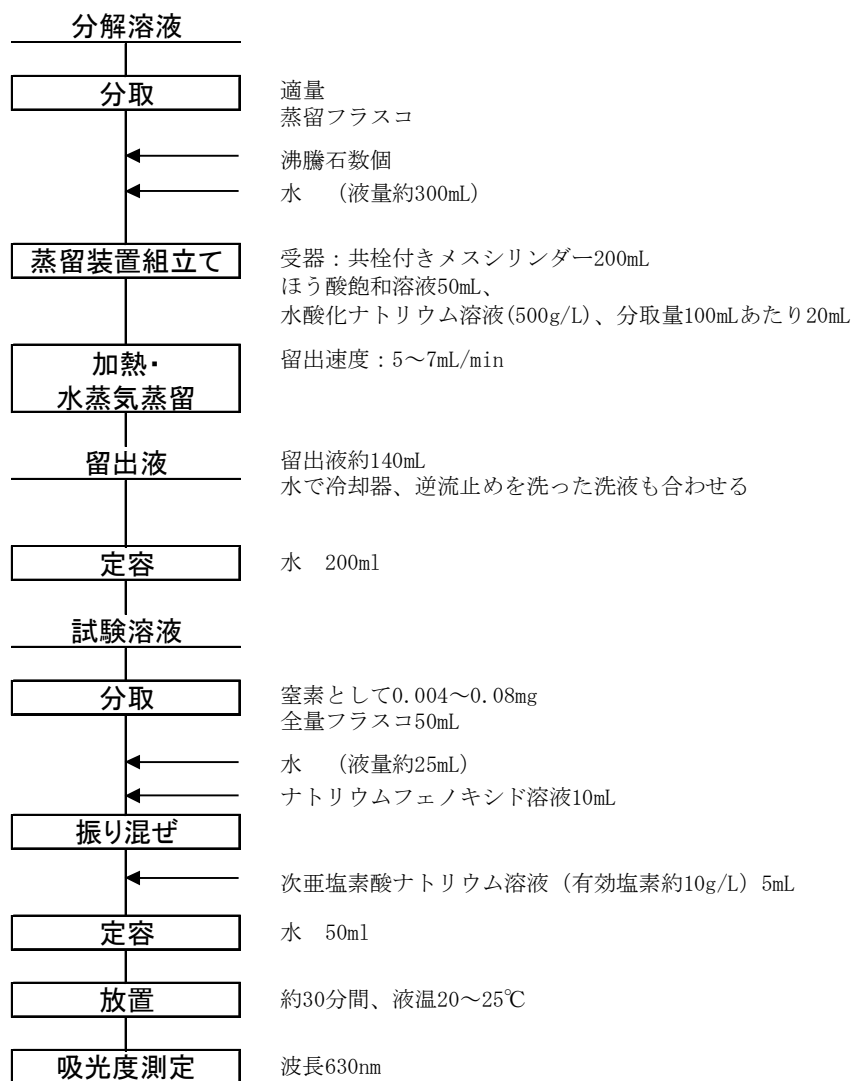 分解溶液
分取
適量
蒸留フラスコ
沸騰石数個
水 (液量約300mL)
蒸留装置組立て
受器：共栓付きメスシリンダー200mL
ほう酸飽和溶液50mL、
水酸化ナトリウム溶液(500g/L)、分取量100mLあたり20mL
加熱・
水蒸気蒸留
留出速度：5～7mL/min
留出液
留出液約140mL
水で冷却器、逆流止めを洗った洗液も合わせる
定容
水 200ml
試験溶液
分取
窒素として0.004～0.08mg
全量フラスコ50mL
水 (液量約25mL)
ナトリウムフェノキシド溶液10mL
振り混ぜ
次亜塩素酸ナトリウム溶液 (有効塩素約10g/L) 5mL
定容
水 50ml
放置
約30分間、液温20～25℃
吸光度測定
波長630nm